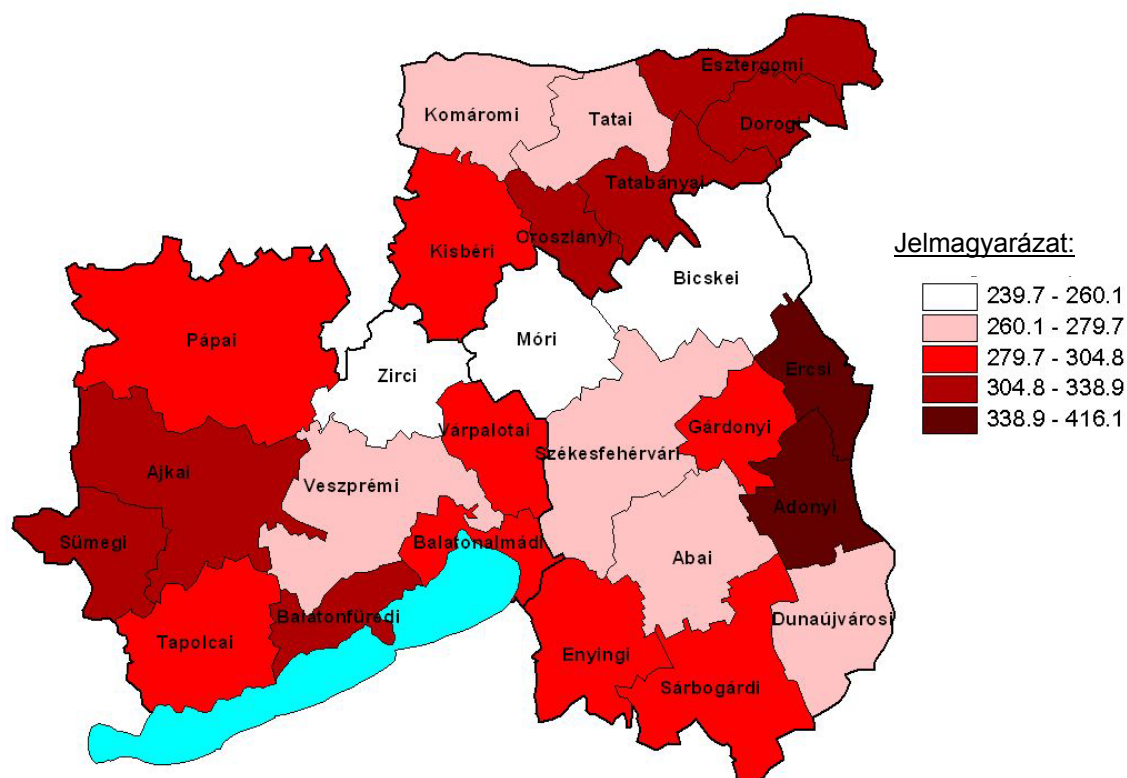 Esztergomi
Komáromi
Tatai
Dorogi
Tatabányai
Oroszlányi
Kisbéri
Bicskei
Pápai
Móri
Zirci
Ercsi
Várpalotai
Gárdonyi
Székesfehérvári
Ajkai
Veszprémi
Adonyi
Sümegi
Balatonalmádi
Abai
Balatonfüredi
Dunaújvárosi
Tapolcai
Enyingi
Sárbogárdi
Jelmagyarázat:
239.7 - 260.1
260.1 - 279.7
279.7 - 304.8
304.8 - 338.9
338.9 - 416.1